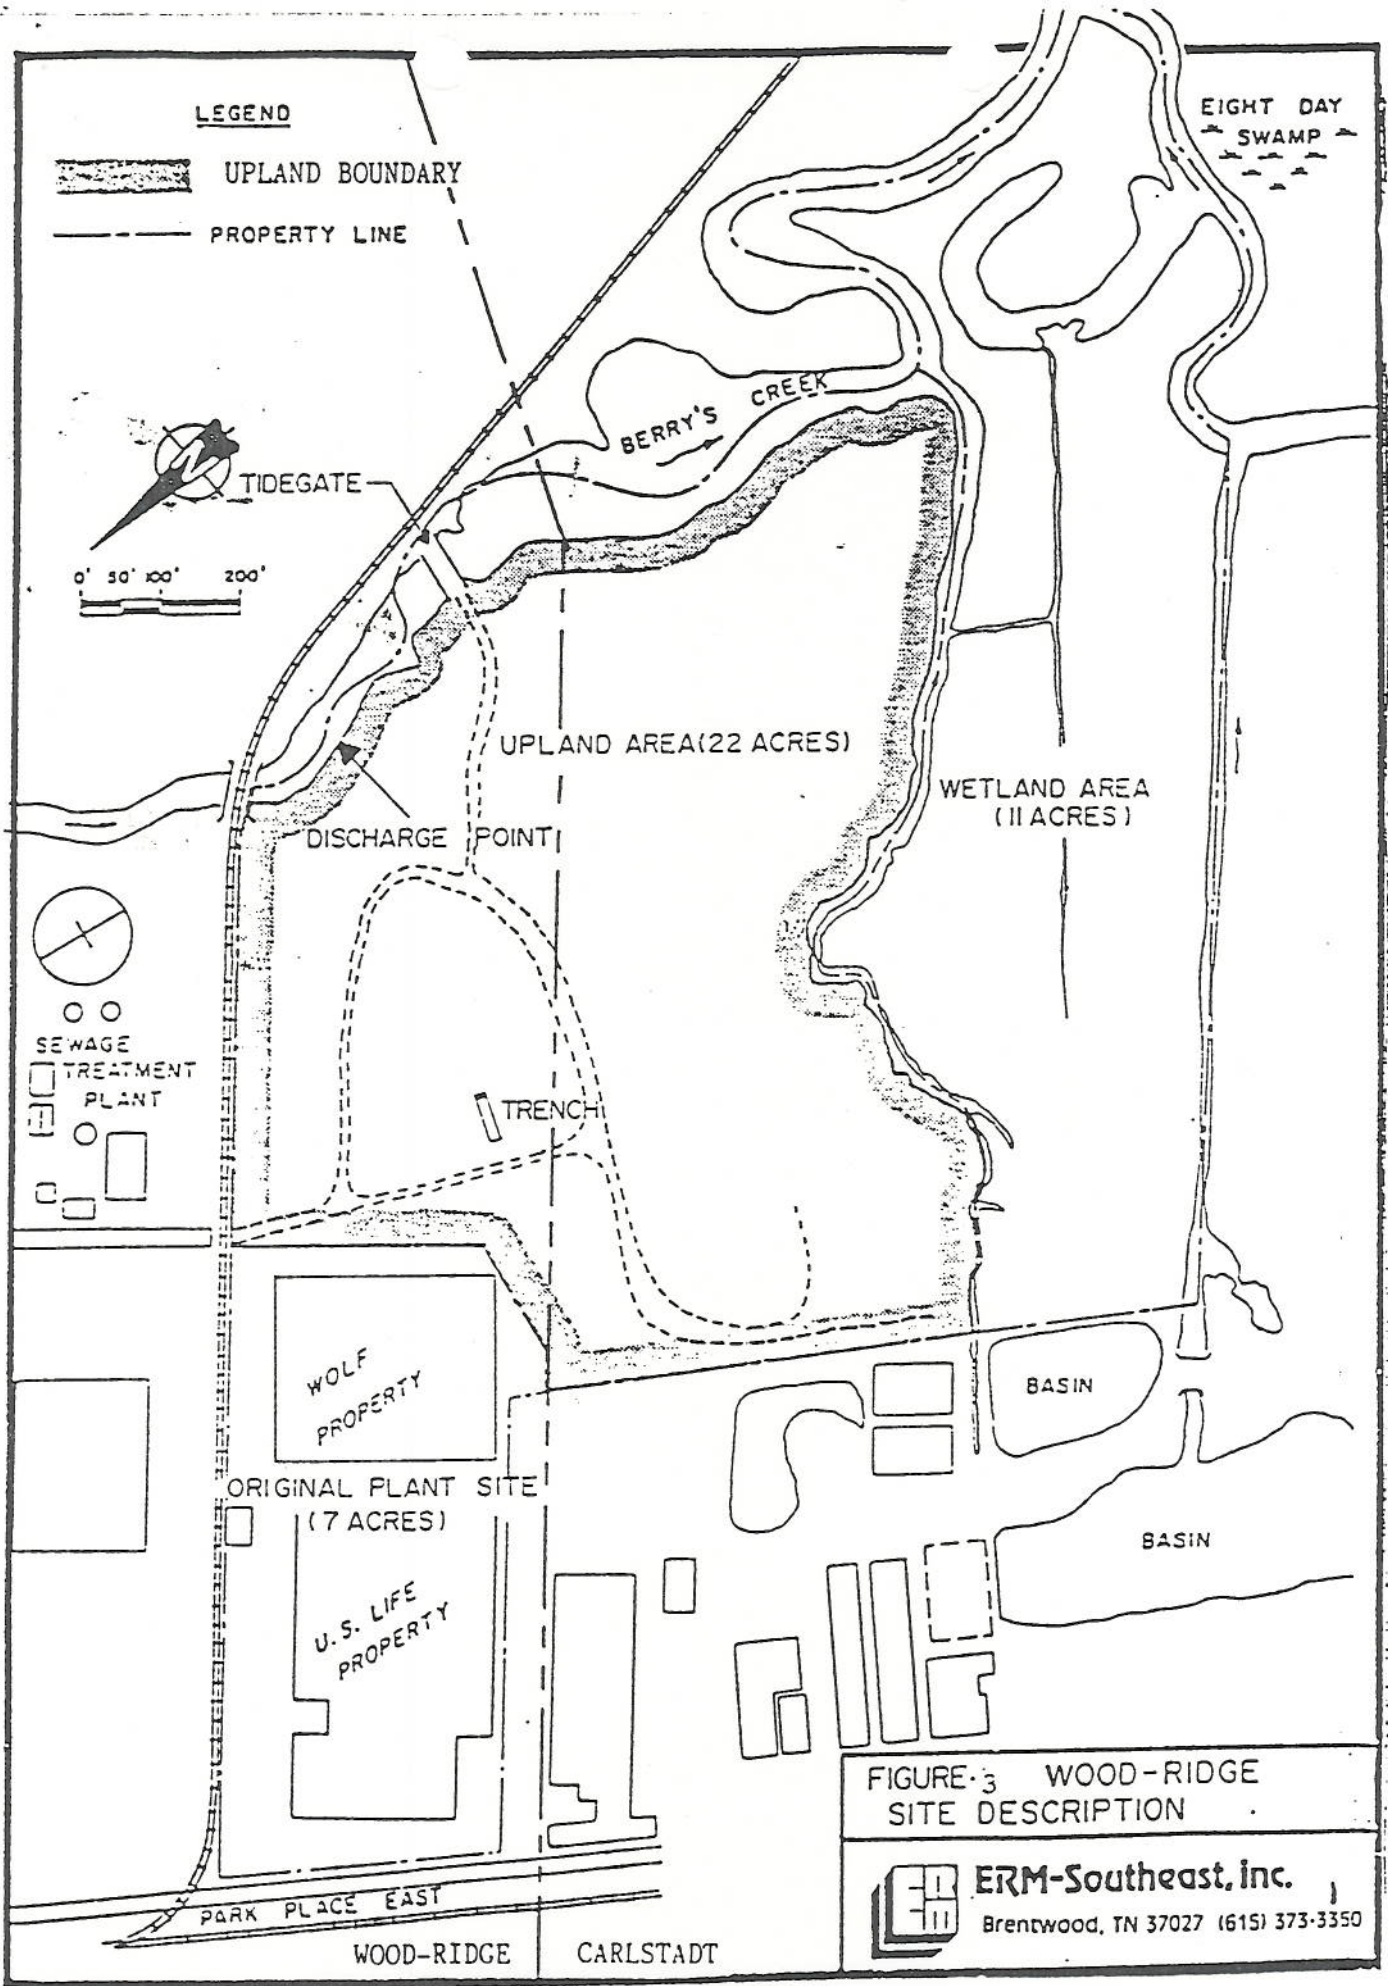 LEGEND
UPLAND BOUNDARY
PROPERTY LINE
EIGHT DAY
SWAMP
BERRY'S CREEK
N
TIDEGATE
0' 50' 100' 200'
UPLAND AREA(22 ACRES)
WETLAND AREA
(11 ACRES)
DISCHARGE POINT
SEWAGE
TREATMENT
PLANT
TRENCH
WOLF
PROPERTY
BASIN
ORIGINAL PLANT SITE
(7 ACRES)
BASIN
U.S. LIFE
PROPERTY
FIGURE·3 WOOD-RIDGE
SITE DESCRIPTION
ERM-Southeast, inc.
Brentwood, TN 37027 (615) 373-3350
PARK PLACE EAST
WOOD-RIDGE
CARLSTADT